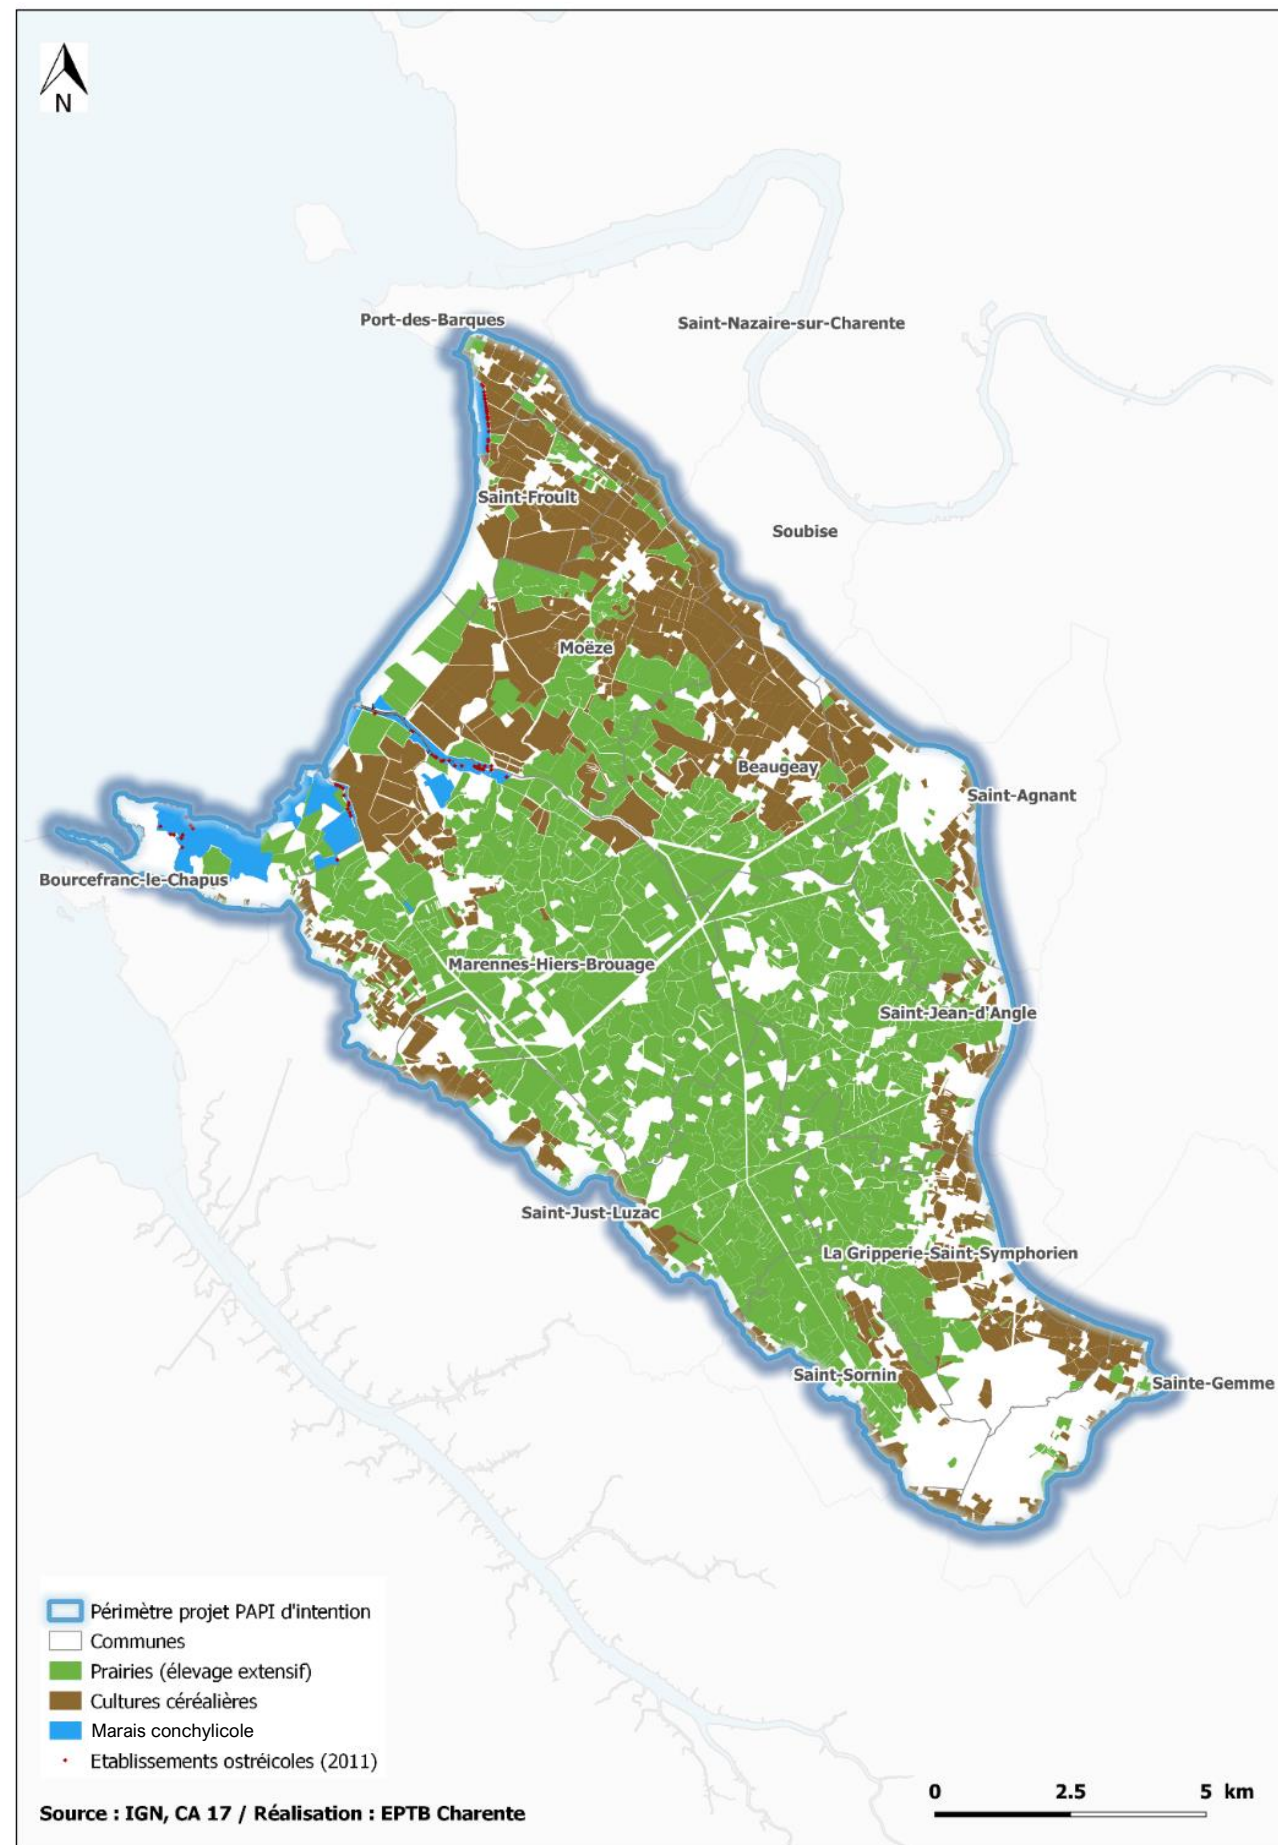 N
Port-des-Barques
Saint-Nazaire-sur-Charente
Saint-Froult
Soubise
Moëze
Beaugeay
Saint-Agnant
Bourcefranc-le-Chapus
Marennes-Hiers-Brouage
Saint-Jean-d'Angle
Saint-Just-Luzac
La Gripperie-Saint-Symphorien
Saint-Sornin
Sainte-Gemme
Périmètre projet PAPI d'intention
Communes
Prairies (élevage extensif)
Cultures céréalières
Marais conchylicole
Etablissements ostréicoles (2011)
0 2.5 5 km
Source : IGN, CA 17 / Réalisation : EPTB Charente